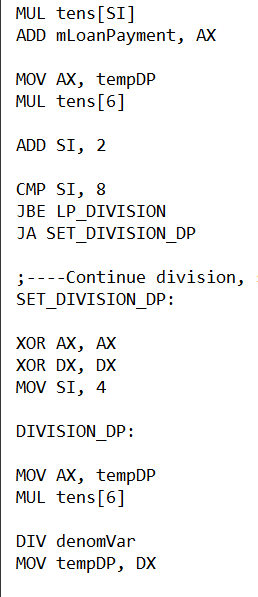 MUL tens[SI]
ADD mLoanPayment, AX
MOV AX, tempDP
MUL tens[6]
ADD SI, 2
CMP SI, 8
JBE LP_DIVISION
JA SET_DIVISION_DP
;----Continue division,
SET_DIVISION_DP:
XOR AX, AX
XOR DX, DX
MOV SI, 4
DIVISION_DP:
MOV AX, tempDP
MUL tens[6]
DIV denomVar
MOV tempDP, DX